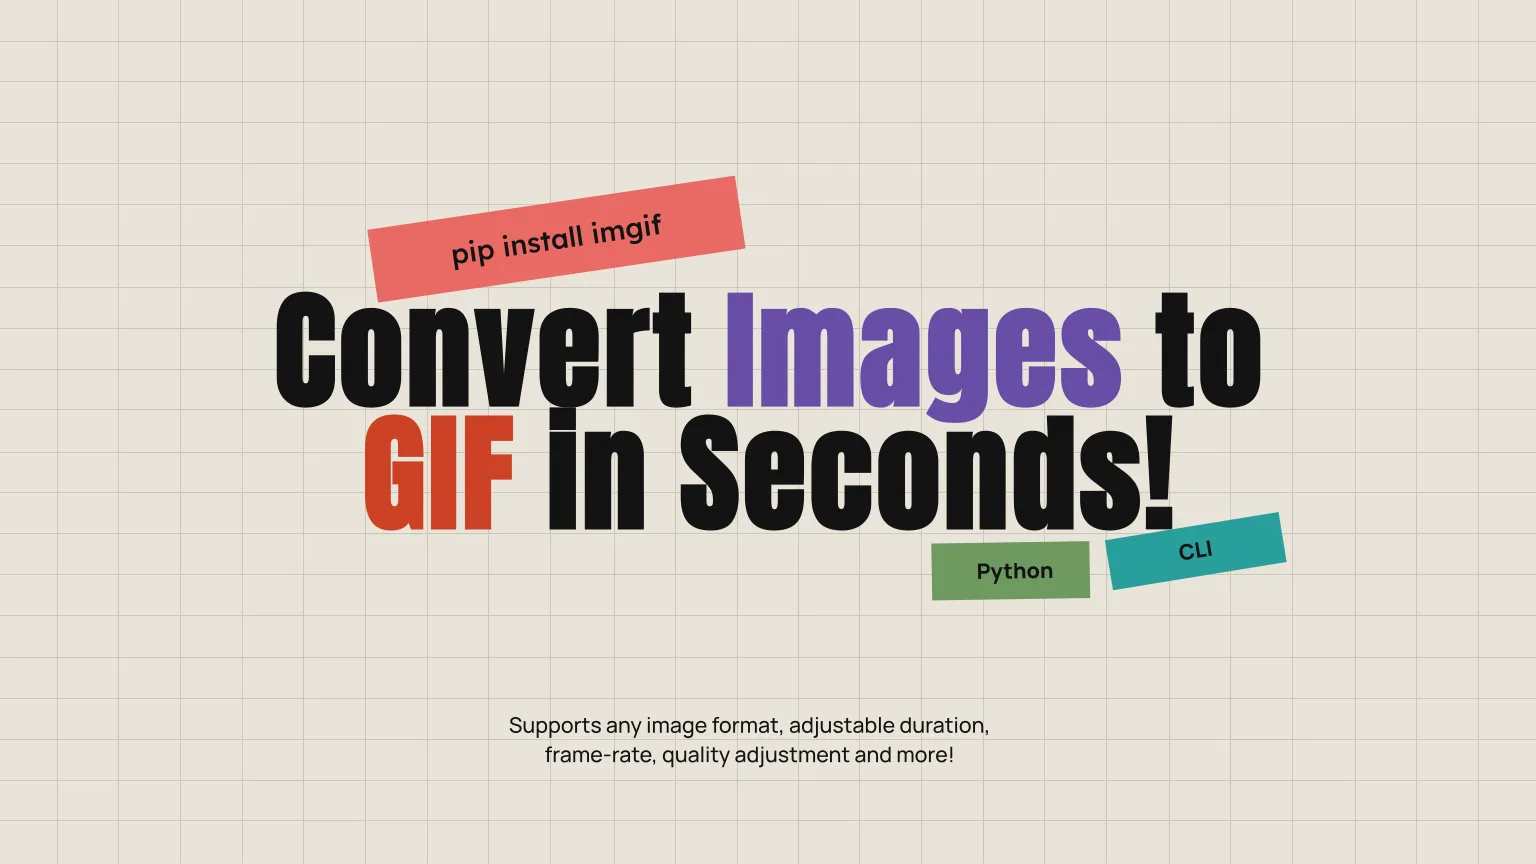 pip install imgif
Convert Images to
GIF in Seconds!
Python
CLI
Supports any image format, adjustable duration,
frame-rate, quality adjustment and more!